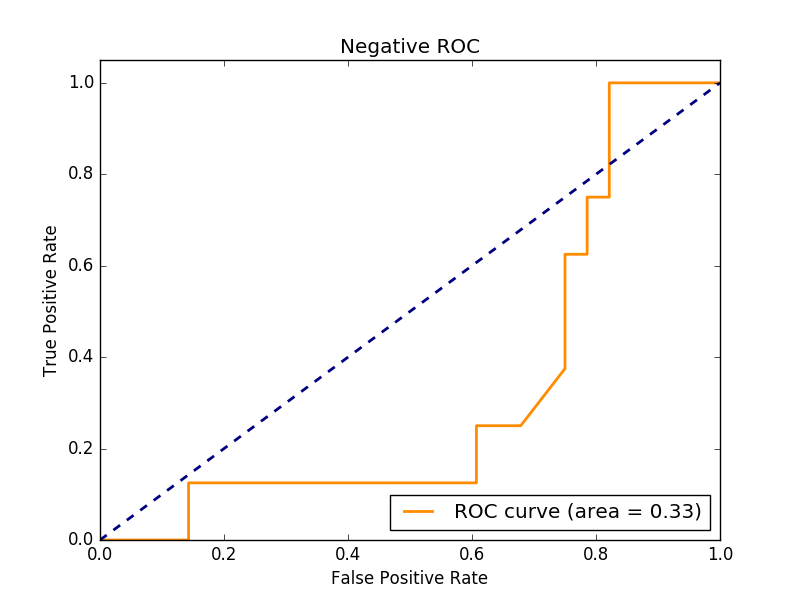 Negative ROC
True Positive Rate
1.0
0.8
0.6
0.4
0.2
0.0
ROC curve (area = 0.33)
0.0 0.2 0.4 0.6 0.8 1.0
False Positive Rate